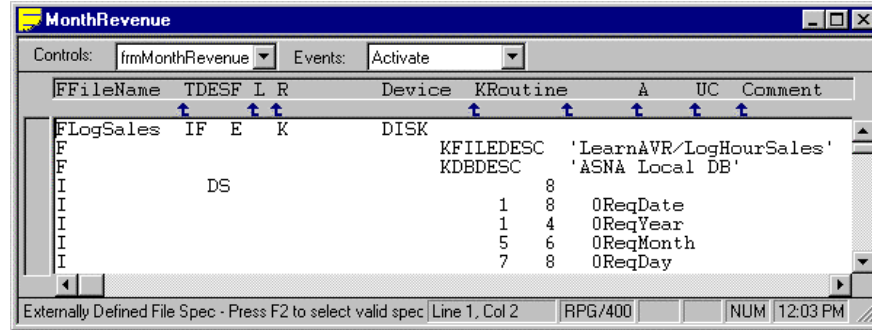 MonthRevenue
Controls: frmMonthRevenue Events: Activate
FFileName TDESF L R Device KRoutine A UC Comment
FLogSales IF E K DISK
F KFILEDESC 'LearnAVR/LogHourSales'
F KDBDESC 'ASNA Local DB'
I DS 8
I 1 8 0ReqDate
I 1 4 0ReqYear
I 5 6 0ReqMonth
I 7 8 0ReqDay
Externally Defined File Spec - Press F2 to select valid spec Line 1, Col 2 RPG/400 NUM 12:03 PM